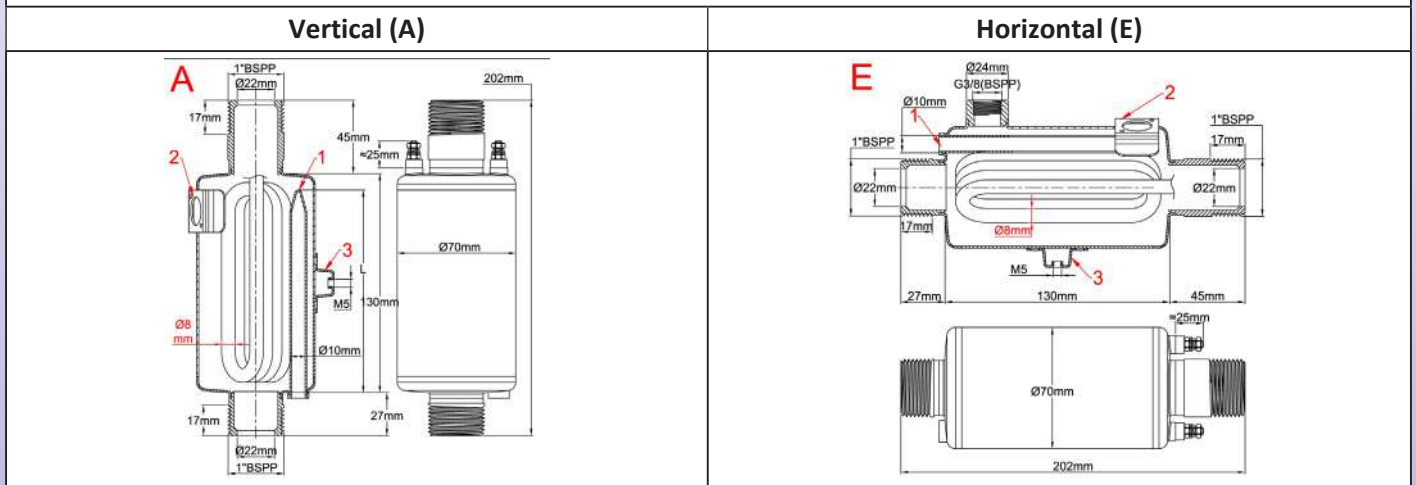 Vertical (A)
Horizontal (E)
A
1"BSPP
Ø22mm
17mm
45mm
≈25mm
202mm
2
1
3
L
M5
130mm
Ø70mm
Ø8
mm
Ø10mm
17mm
27mm
Ø22mm
1"BSPP
E
Ø24mm
G3/8(BSPP)
Ø10mm
1
2
1"BSPP
1"BSPP
17mm
Ø22mm
Ø22mm
17mm
Ø8mm
M5
3
27mm
130mm
45mm
≈25mm
Ø70mm
202mm